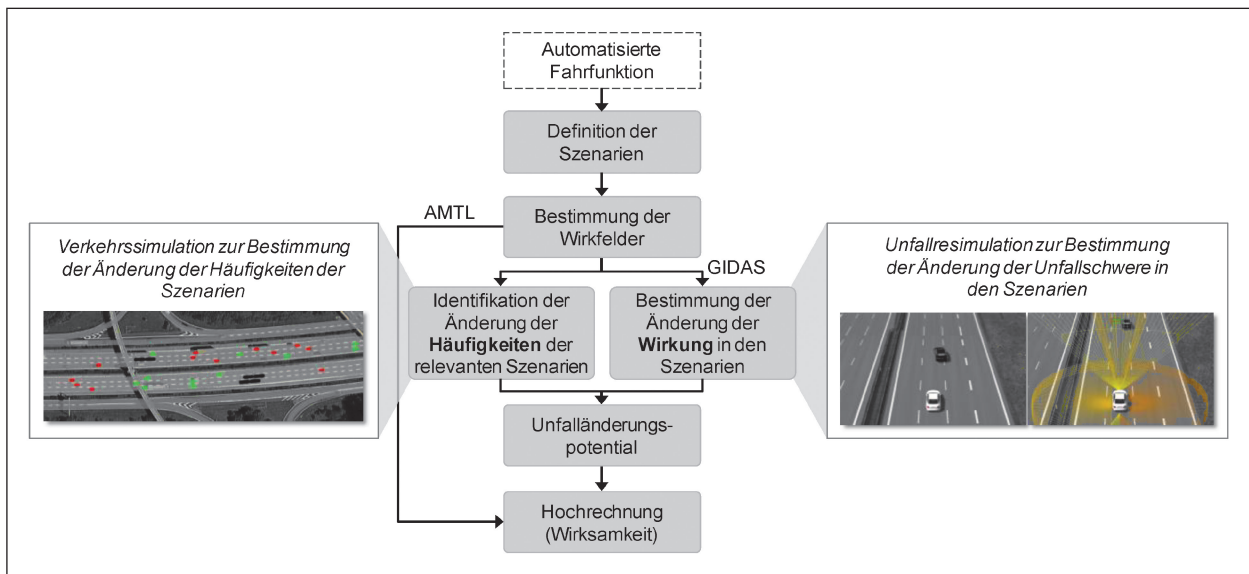 Automatisierte
Fahrfunktion
Definition der
Szenarien
AMTL
Bestimmung der
Wirkfelder
GIDAS
Verkehrssimulation zur Bestimmung
der Änderung der Häufigkeiten der
Szenarien
Identifikation der
Änderung der
Häufigkeiten der
relevanten Szenarien
Bestimmung der
Änderung der
Wirkung in den
Szenarien
Unfallresimulation zur Bestimmung
der Änderung der Unfallschwere in
den Szenarien
Unfalländerungs-
potential
Hochrechnung
(Wirksamkeit)